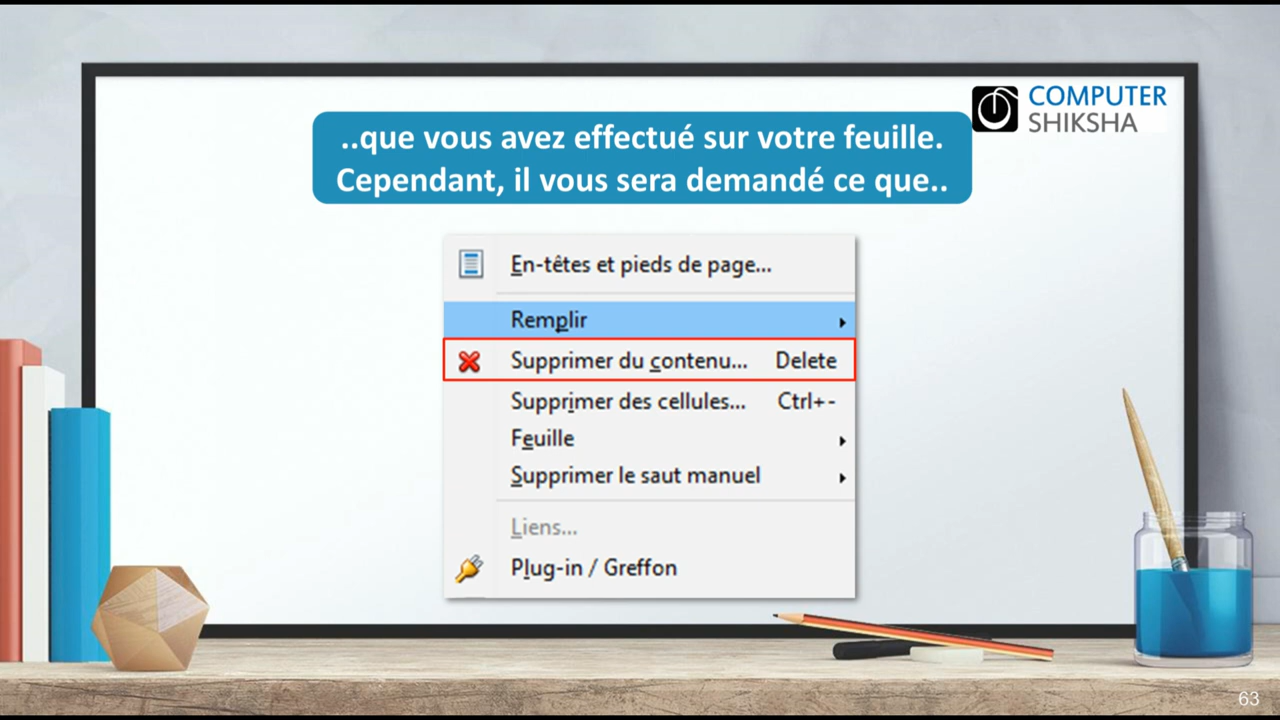 COMPUTER
SHIKSHA
..que vous avez effectué sur votre feuille.
Cependant, il vous sera demandé ce que..
En-têtes et pieds de page...
Remplir
Supprimer du contenu... Delete
Supprimer des cellules... Ctrl+-
Feuille
Supprimer le saut manuel
Liens...
Plug-in / Greffon
63